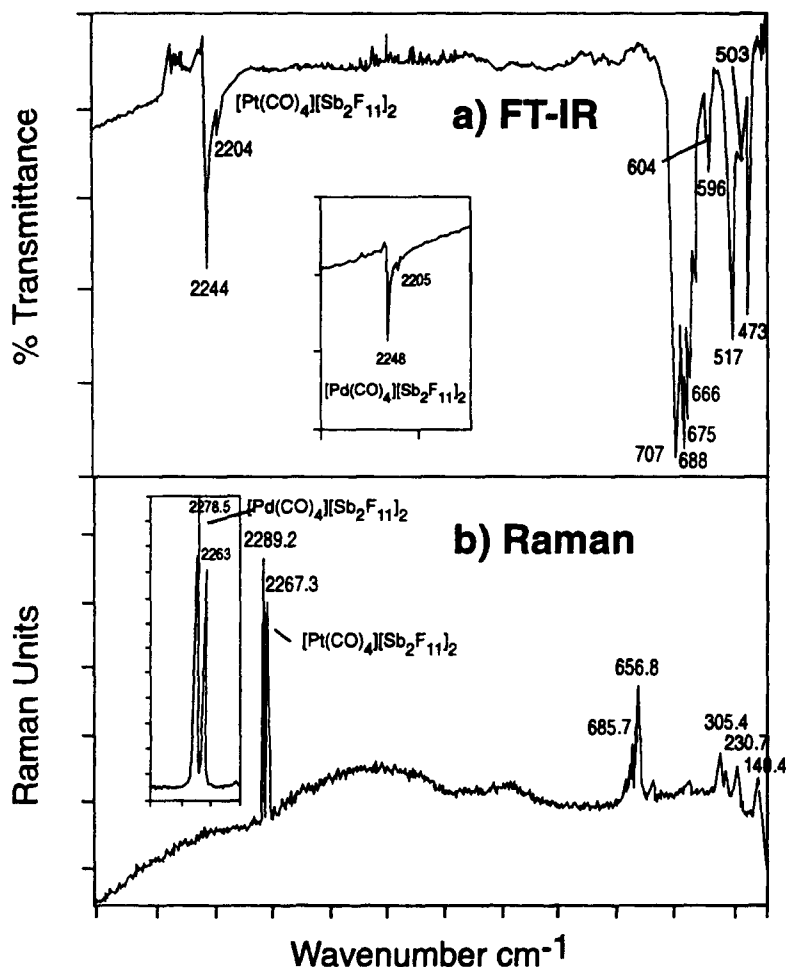 503
[Pt(CO)4][Sb2F11]2
a) FT-IR
2204
604
596
2244
2205
2248
[Pd(CO)4][Sb2F11]2
473
517
666
675
707
688
% Transmittance
2278.5
[Pd(CO)4][Sb2F11]2
2263
2289.2
b) Raman
2267.3
[Pt(CO)4][Sb2F11]2
656.8
685.7
305.4
230.7
140.4
Raman Units
Wavenumber cm-1